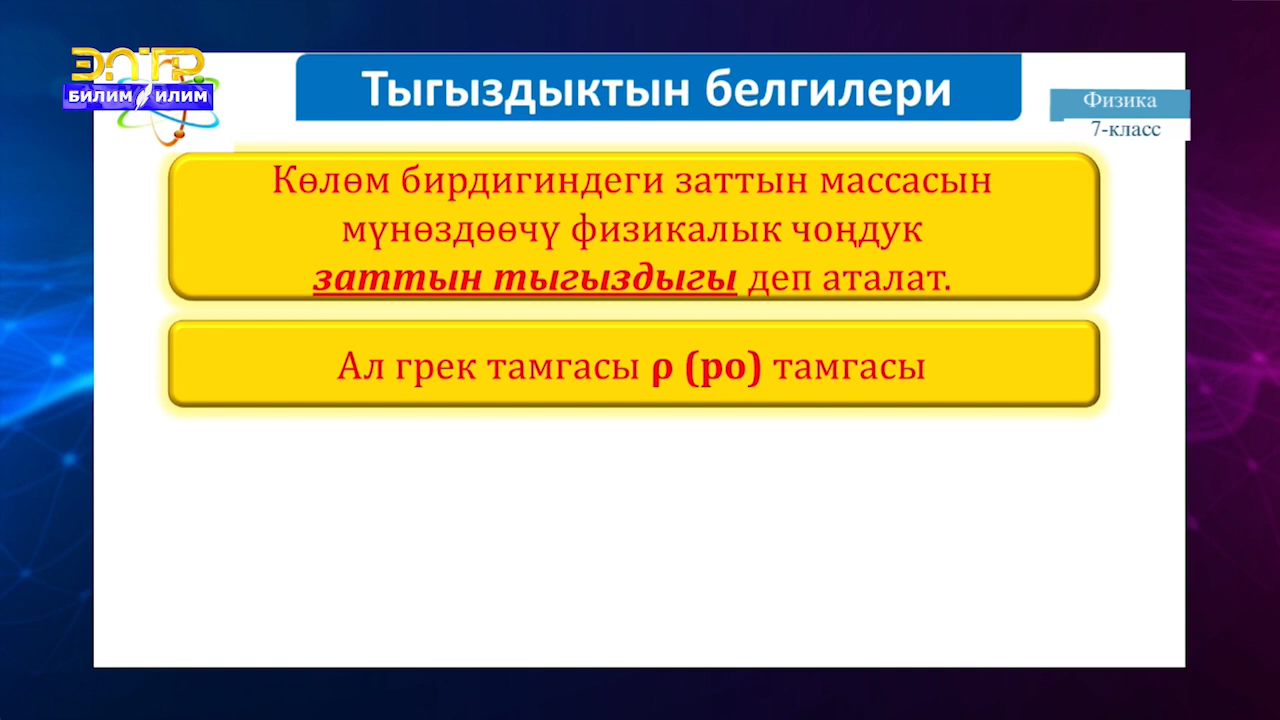 ЭЛТР
БИЛИМ ИЛИМ
Тыгыздыктын белгилери
Физика
7-класс
Көлөм бирдигиндеги заттын массасын
мүнөздөөчү физикалык чоңдук
заттын тыгыздыгы деп аталат.
Ал грек тамгасы ρ (ро) тамгасы